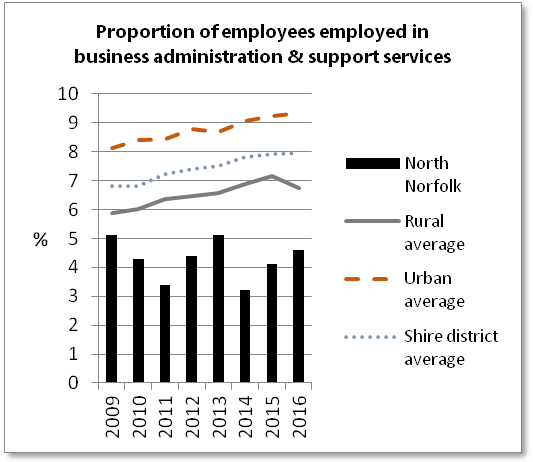 Proportion of employees employed in
business administration & support services
10
9
8
7
6
5
4
3
2
1
0
%
2009
2010
2011
2012
2013
2014
2015
2016
North
Norfolk
Rural
average
Urban
average
Shire district
average